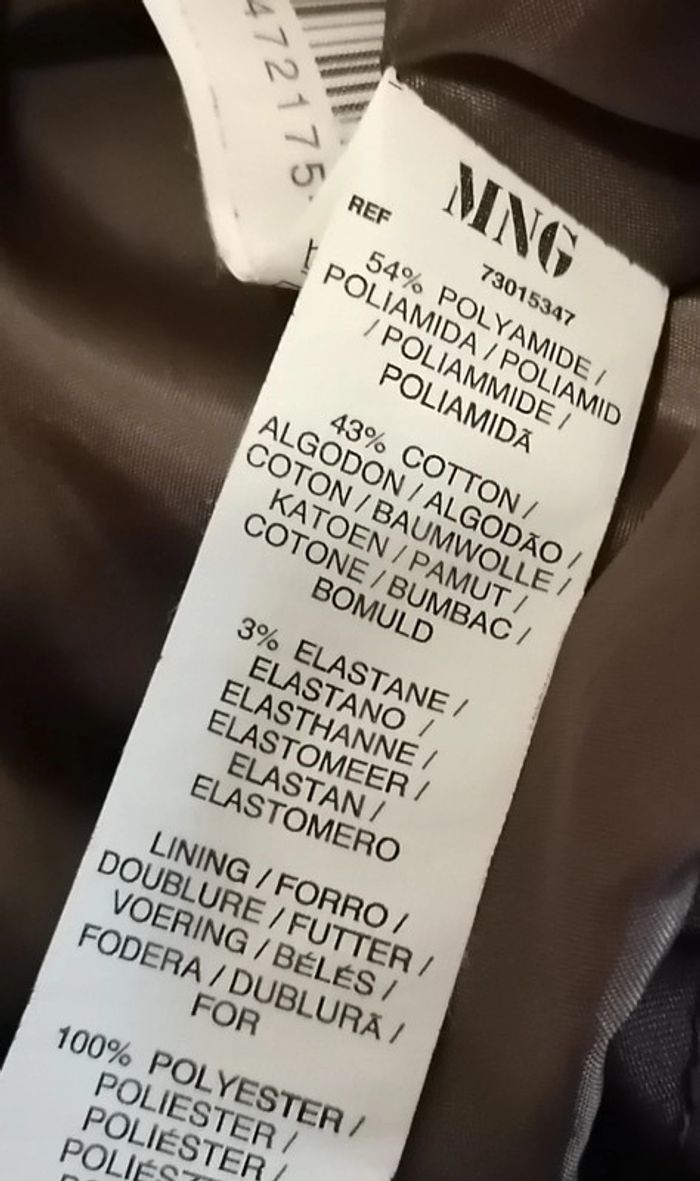 472175
MNG
REF
73015347
54% POLYAMIDE /
POLIAMIDA / POLIAMID
/ POLIAMMIDE /
POLIAMIDĂ
43% COTTON /
ALGODON / ALGODÃO /
COTON / BAUMWOLLE /
KATOEN / PAMUT /
COTONE / BUMBAC /
BOMULD
3% ELASTANE /
ELASTANO /
ELASTHANNE /
ELASTOMEER /
ELASTAN /
ELASTOMERO
LINING / FORRO /
DOUBLURE / FUTTER /
VOERING / BÉLÉS /
FODERA / DUBLURĂ /
FOR
100% POLYESTER /
POLIESTER /
POLIÉSTER /